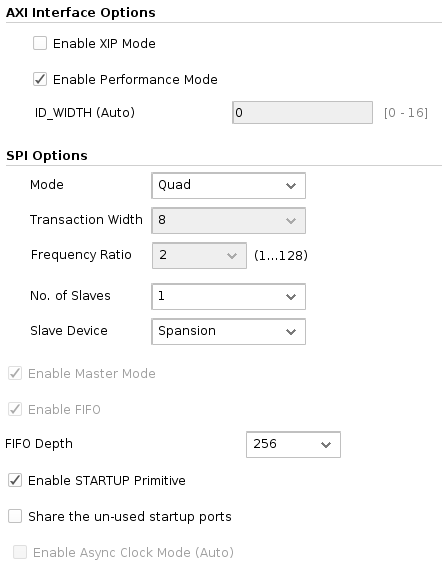 AXI Interface Options
Enable XIP Mode
Enable Performance Mode
ID_WIDTH (Auto) 0 [0 - 16]
SPI Options
Mode Quad
Transaction Width 8
Frequency Ratio 2 (1...128)
No. of Slaves 1
Slave Device Spansion
Enable Master Mode
Enable FIFO
FIFO Depth 256
Enable STARTUP Primitive
Share the un-used startup ports
Enable Async Clock Mode (Auto)